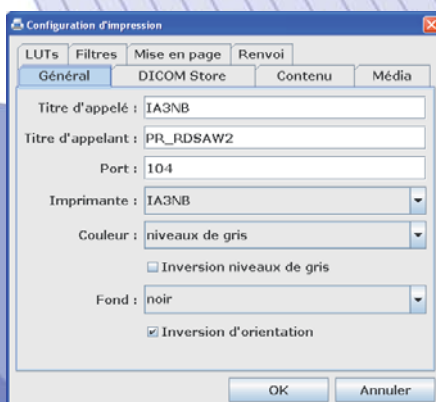 Configuration d'impression
LUTs Filtres Mise en page Renvoi
Général DICOM Store Contenu Média
Titre d'appelé : IA3NB
Titre d'appelant : PR_RDSAW2
Port : 104
Imprimante : IA3NB
Couleur : niveaux de gris
Inversion niveaux de gris
Fond : noir
Inversion d'orientation
OK Annuler